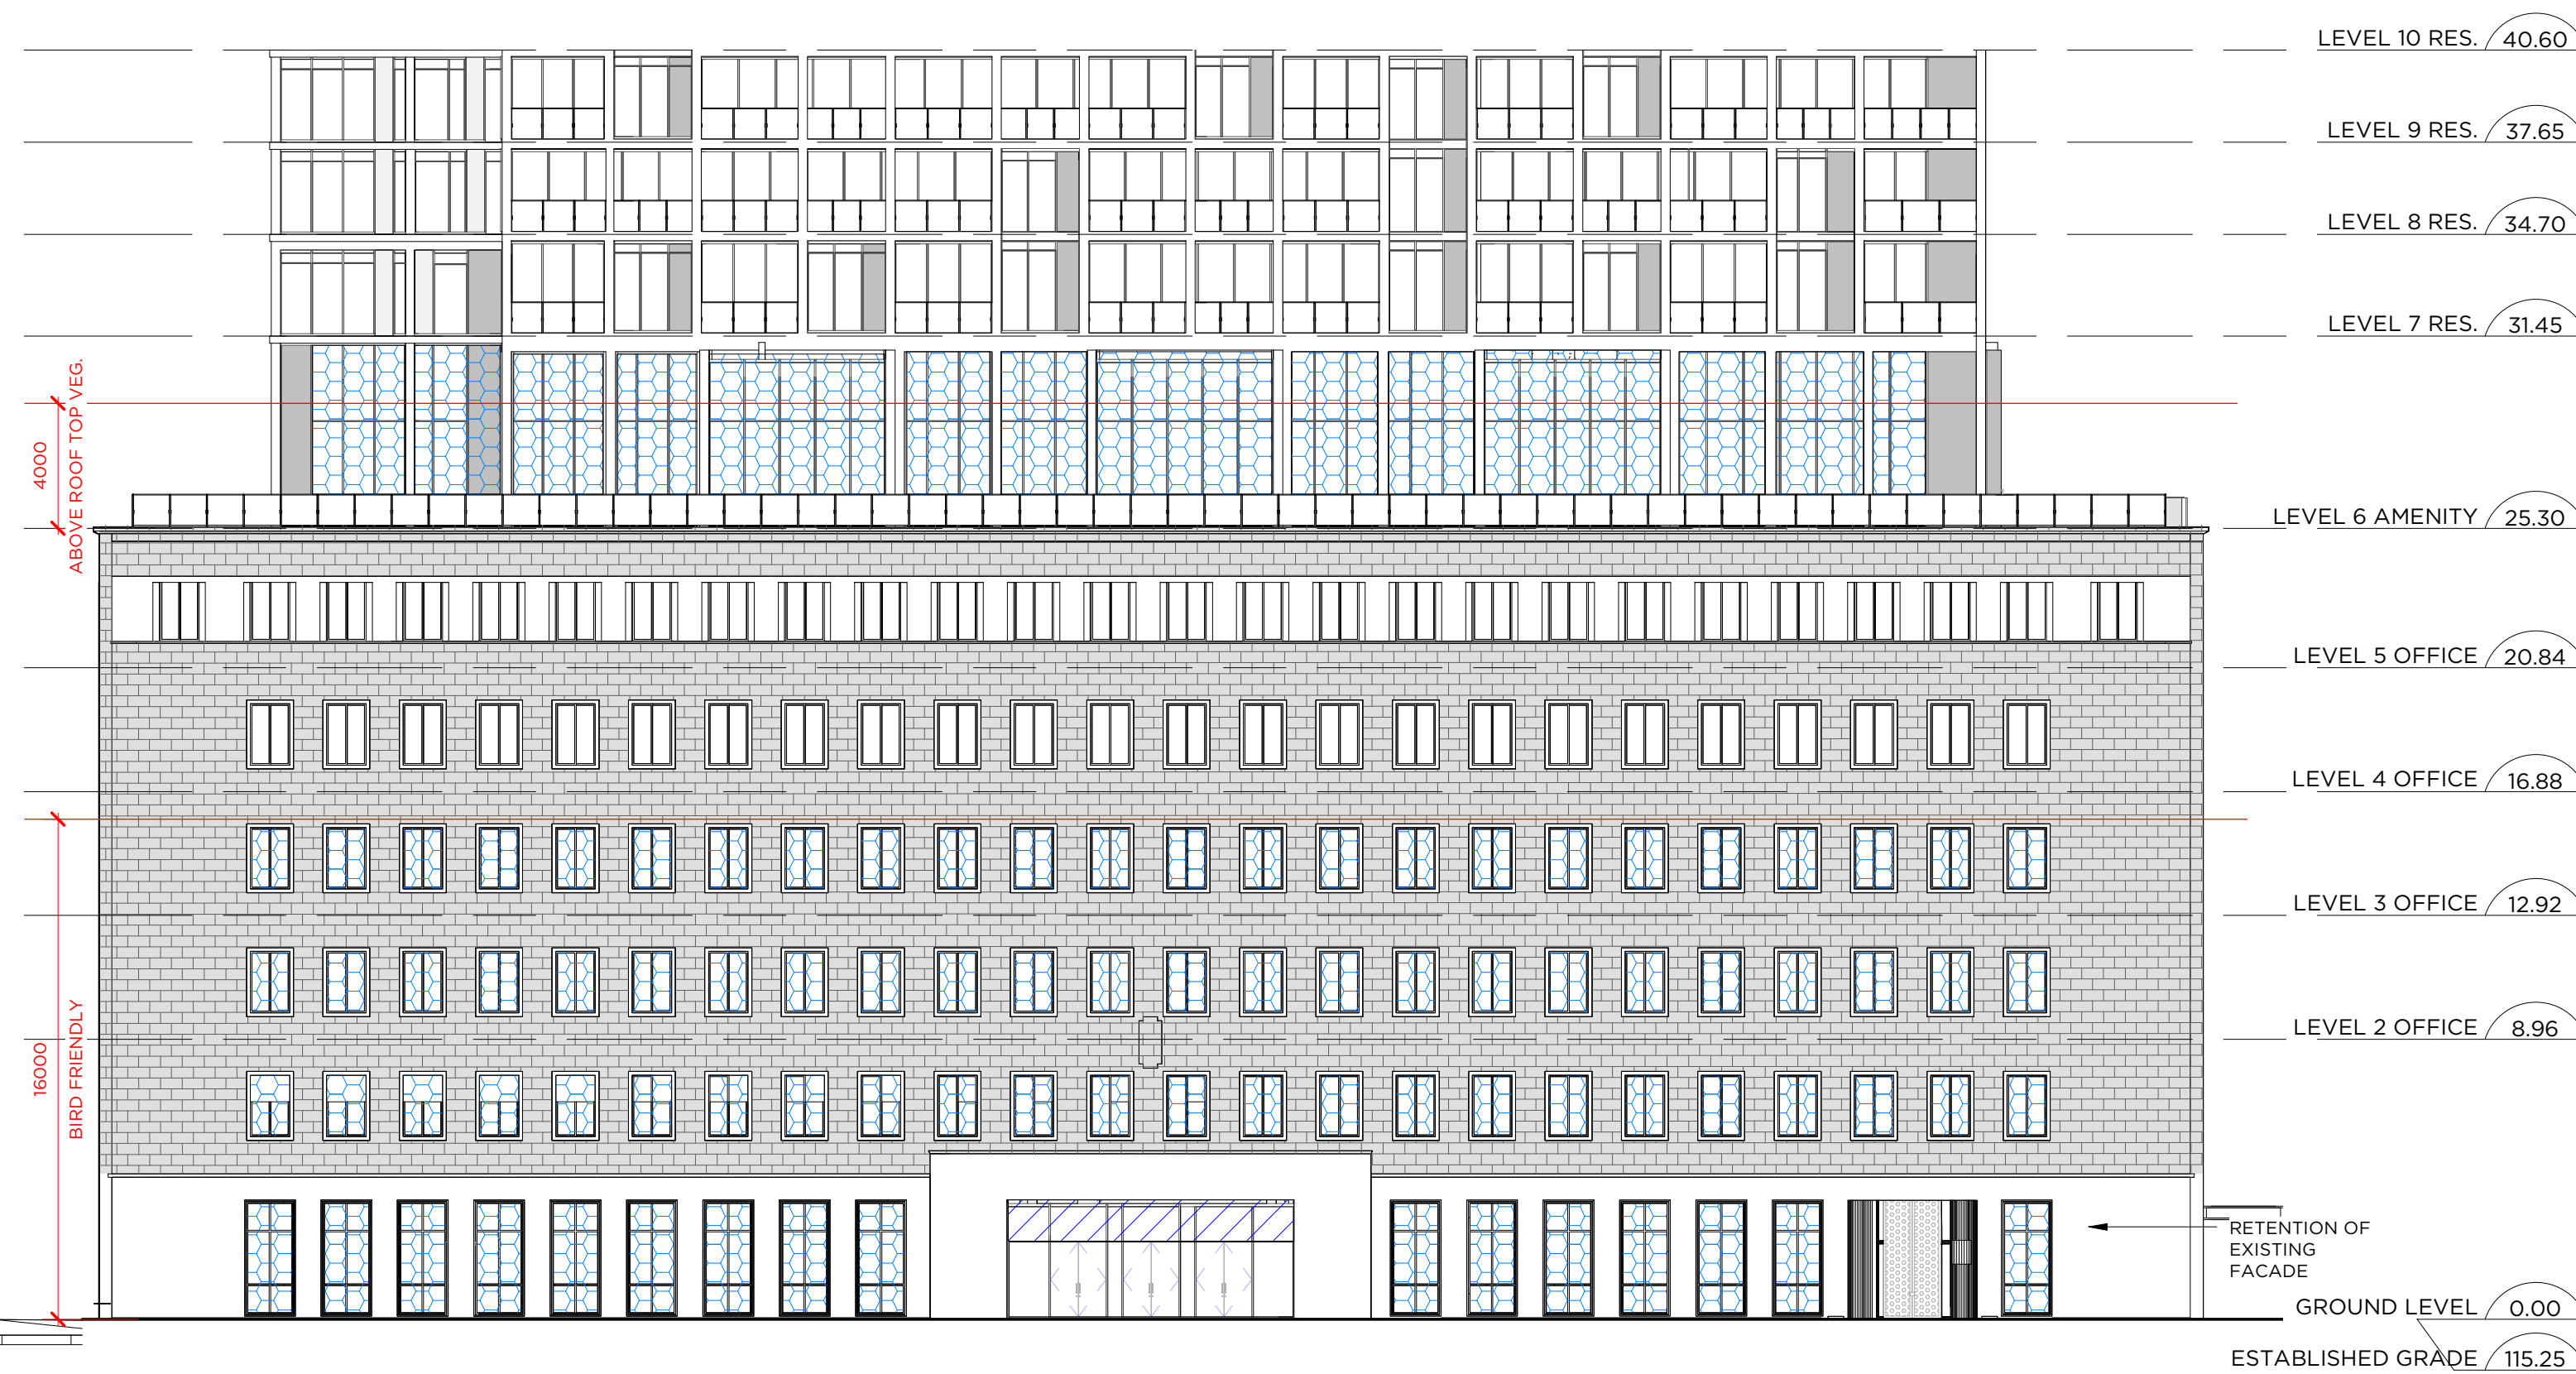 LEVEL 10 RES. 40.60
LEVEL 9 RES. 37.65
LEVEL 8 RES. 34.70
LEVEL 7 RES. 31.45
4000
ABOVE ROOF TOP VEG.
LEVEL 6 AMENITY 25.30
LEVEL 5 OFFICE 20.84
LEVEL 4 OFFICE 16.88
LEVEL 3 OFFICE 12.92
LEVEL 2 OFFICE 8.96
16000
BIRD FRIENDLY
RETENTION OF
EXISTING
FACADE
GROUND LEVEL 0.00
ESTABLISHED GRADE 115.25